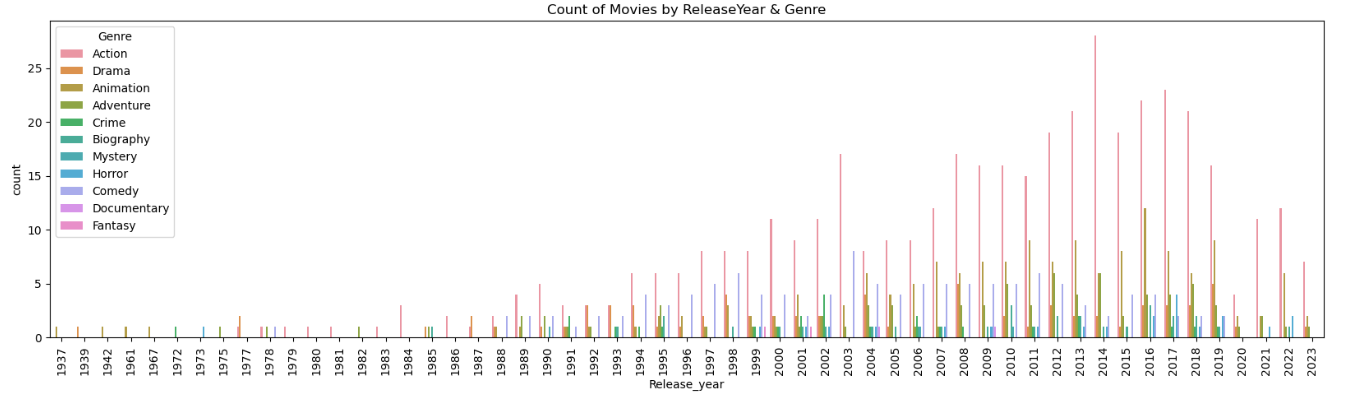 Count of Movies by ReleaseYear & Genre
Genre
Action
Drama
Animation
Adventure
Crime
Biography
Mystery
Horror
Comedy
Documentary
Fantasy
count
25
20
15
10
5
0
1937 1939 1942 1961 1967 1972 1973 1975 1977 1978 1979 1980 1981 1982 1983 1984 1985 1986 1987 1988 1989 1990 1991 1992 1993 1994 1995 1996 1997 1998 1999 2000 2001 2002 2003 2004 2005 2006 2007 2008 2009 2010 2011 2012 2013 2014 2015 2016 2017 2018 2019 2020 2021 2022 2023
Release_year